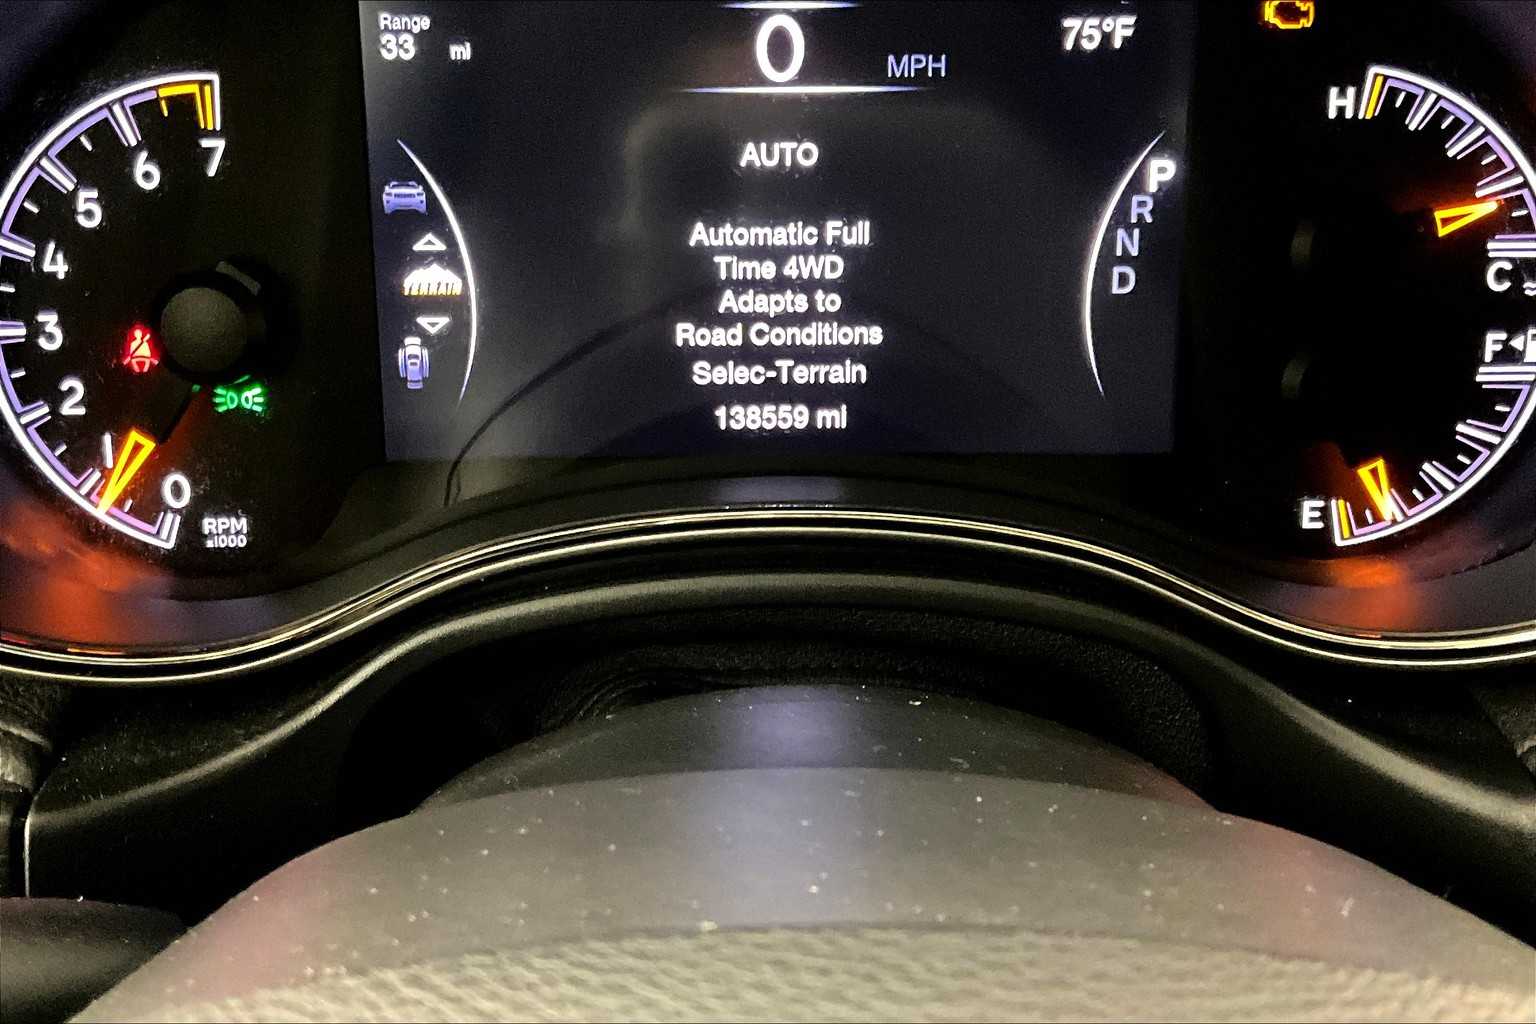 Range
33 mi
0 MPH
75°F
AUTO
Automatic Full
Time 4WD
Adapts to
Road Conditions
Selec-Terrain
138559 mi
TERRAIN
P
R
N
D
7
6
5
4
3
2
1
0
RPM
x1000
H
C
F
E